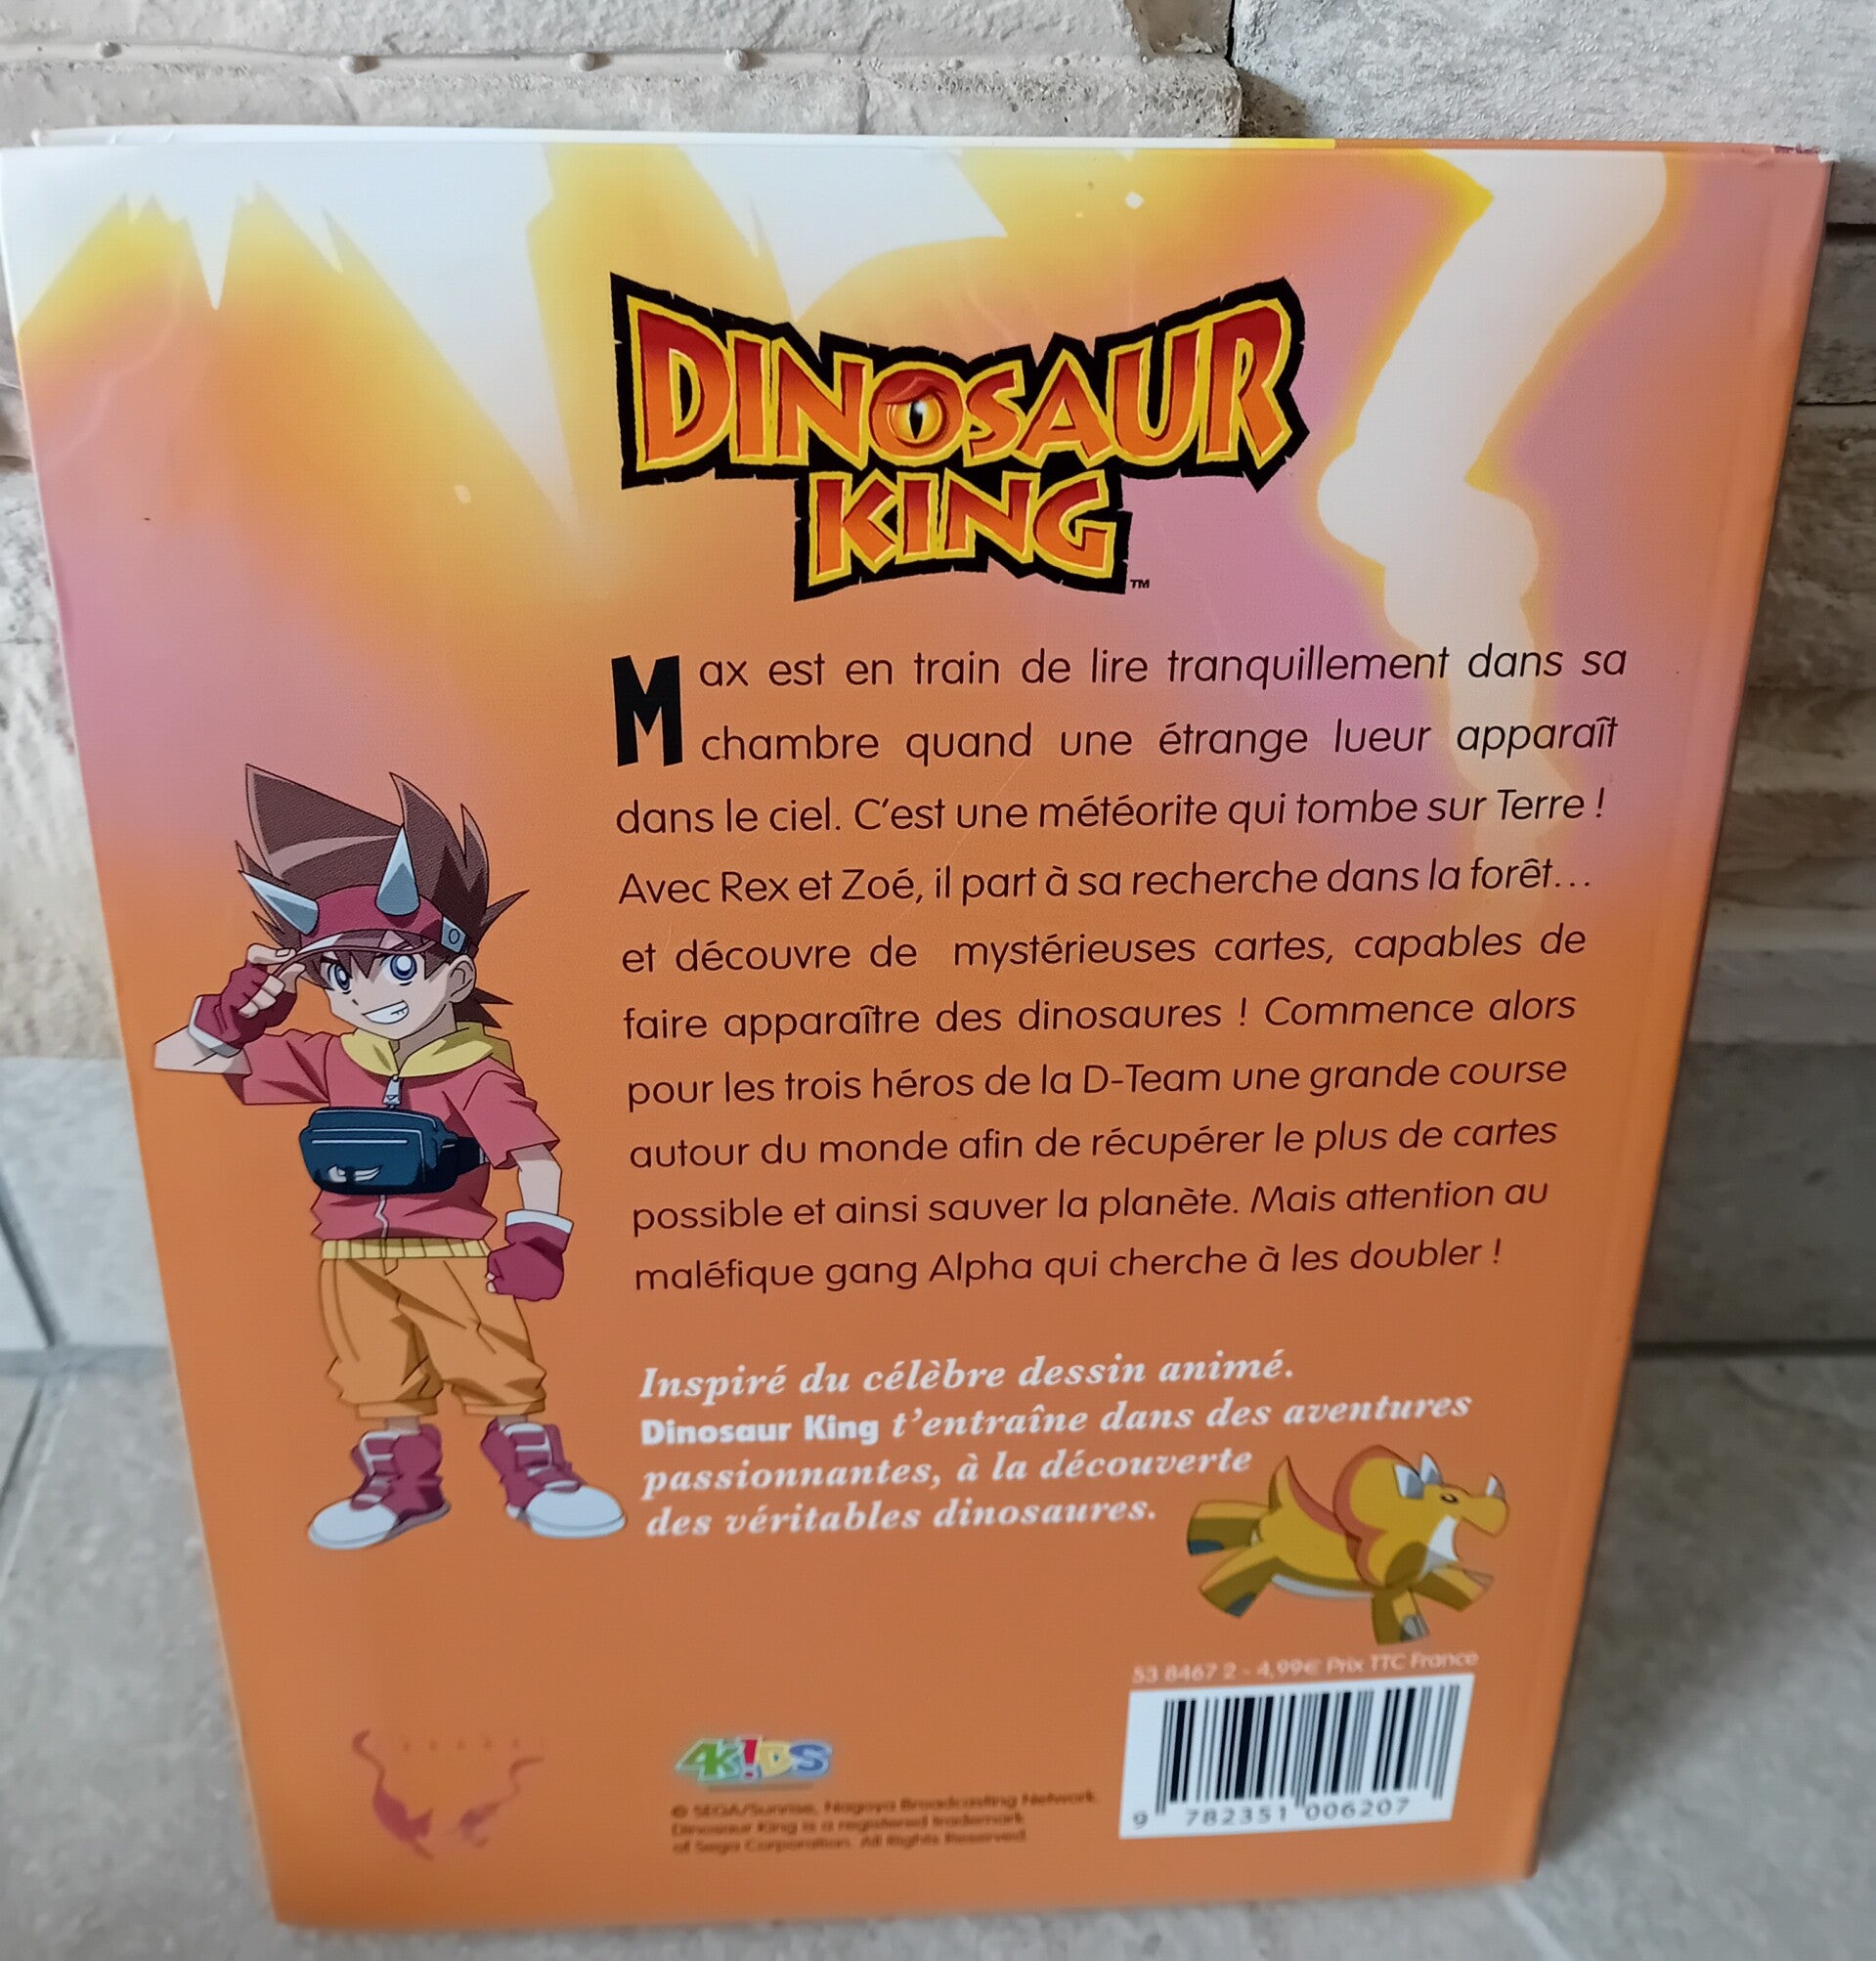 DINOSAUR
KING
™
Max est en train de lire tranquillement dans sa
chambre quand une étrange lueur apparaît
dans le ciel. C'est une météorite qui tombe sur Terre !
Avec Rex et Zoé, il part à sa recherche dans la forêt...
et découvre de mystérieuses cartes, capables de
faire apparaître des dinosaures ! Commence alors
pour les trois héros de la D-Team une grande course
autour du monde afin de récupérer le plus de cartes
possible et ainsi sauver la planète. Mais attention au
maléfique gang Alpha qui cherche à les doubler !
Inspiré du célèbre dessin animé.
Dinosaur King t'entraîne dans des aventures
passionnantes, à la découverte
des véritables dinosaures.
53 8467 2 - 4,99€ Prix TTC France
4K!DS
© SEGA/Sunrise, Nagoya Broadcasting Network.
Dinosaur King is a registered trademark
of Sega Corporation. All Rights Reserved.
9 782351 006207